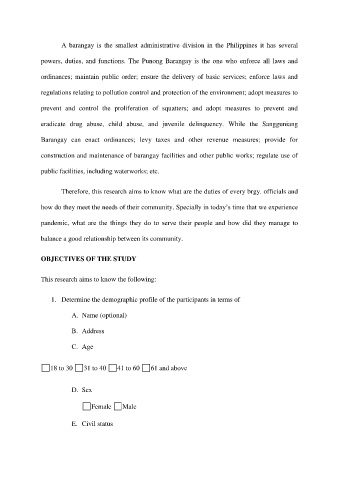 A barangay is the smallest administrative division in the Philippines it has several
powers, duties, and functions. The Punong Barangay is the one who enforce all laws and
ordinances; maintain public order; ensure the delivery of basic services; enforce laws and
regulations relating to pollution control and protection of the environment; adopt measures to
prevent and control the proliferation of squatters; and adopt measures to prevent and
eradicate drug abuse, child abuse, and juvenile delinquency. While the Sangguniang
Barangay can enact ordinances; levy taxes and other revenue measures; provide for
construction and maintenance of barangay facilities and other public works; regulate use of
public facilities, including waterworks; etc.
Therefore, this research aims to know what are the duties of every brgy, officials and
how do they meet the needs of their community. Specially in today's time that we experience
pandemic, what are the things they do to serve their people and how did they manage to
balance a good relationship between its community.
OBJECTIVES OF THE STUDY
This research aims to know the following:
1. Determine the demographic profile of the participants in terms of
A. Name (optional)
B. Address
C. Age
18 to 30 31 to 40 41 to 60 61 and above
D. Sex
Female Male
E. Civil status